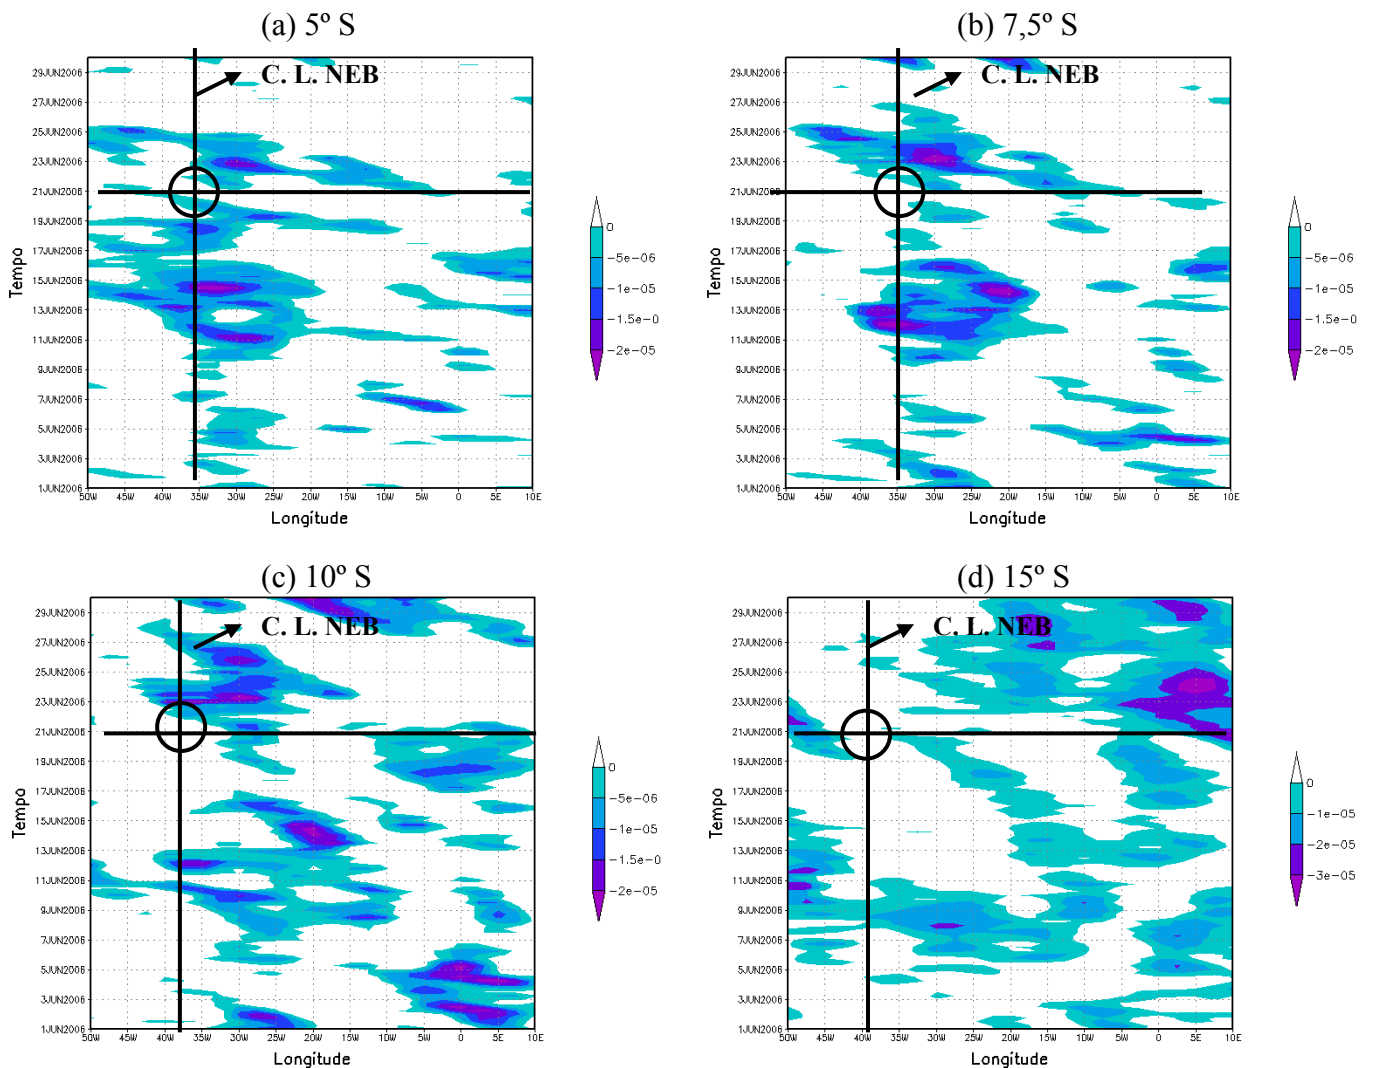 (a) 5º S
C. L. NEB
29JUN2006
27JUN2006
25JUN2006
23JUN2006
21JUN2006
19JUN2006
17JUN2006
15JUN2006
13JUN2006
11JUN2006
9JUN2006
7JUN2006
5JUN2006
3JUN2006
1JUN2006
Tempo
50W 45W 40W 35W 30W 25W 20W 15W 10W 5W 0 5E 10E
Longitude
0
-5e-06
-1e-05
-1.5e-0
-2e-05
(b) 7,5º S
C. L. NEB
29JUN2006
27JUN2006
25JUN2006
23JUN2006
21JUN2006
19JUN2006
17JUN2006
15JUN2006
13JUN2006
11JUN2006
9JUN2006
7JUN2006
5JUN2006
3JUN2006
1JUN2006
Tempo
50W 45W 40W 35W 30W 25W 20W 15W 10W 5W 0 5E 10E
Longitude
0
-5e-06
-1e-05
-1.5e-0
-2e-05
(c) 10º S
C. L. NEB
29JUN2006
27JUN2006
25JUN2006
23JUN2006
21JUN2006
19JUN2006
17JUN2006
15JUN2006
13JUN2006
11JUN2006
9JUN2006
7JUN2006
5JUN2006
3JUN2006
1JUN2006
Tempo
50W 45W 40W 35W 30W 25W 20W 15W 10W 5W 0 5E 10E
Longitude
0
-5e-06
-1e-05
-1.5e-0
-2e-05
(d) 15º S
C. L. NEB
29JUN2006
27JUN2006
25JUN2006
23JUN2006
21JUN2006
19JUN2006
17JUN2006
15JUN2006
13JUN2006
11JUN2006
9JUN2006
7JUN2006
5JUN2006
3JUN2006
1JUN2006
Tempo
50W 45W 40W 35W 30W 25W 20W 15W 10W 5W 0 5E 10E
Longitude
0
-1e-05
-2e-05
-3e-05